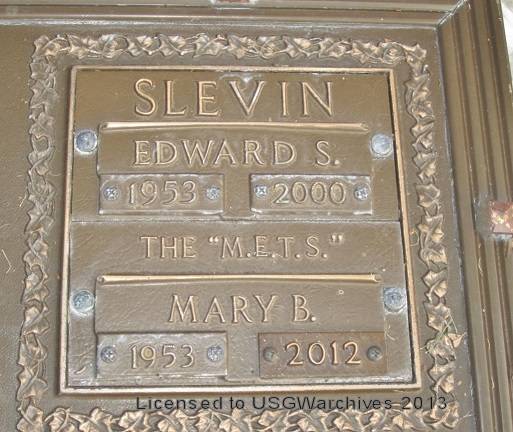 SLEVIN
EDWARD S.
1953 2000
THE "M.E.T.S."
MARY B.
1953 2012
Licensed to USGWarchives 2013